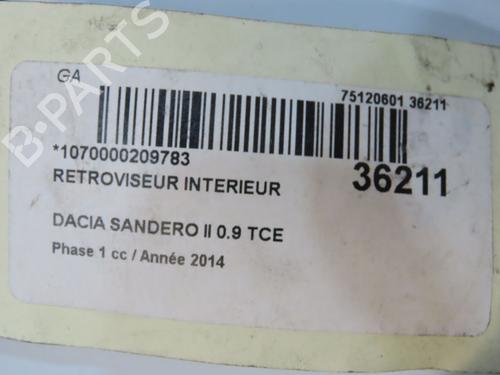 GA
75120601 36211
*1070000209783
RETROVISEUR INTERIEUR
36211
DACIA SANDERO II 0.9 TCE
Phase 1 cc / Année 2014
B-PARTS